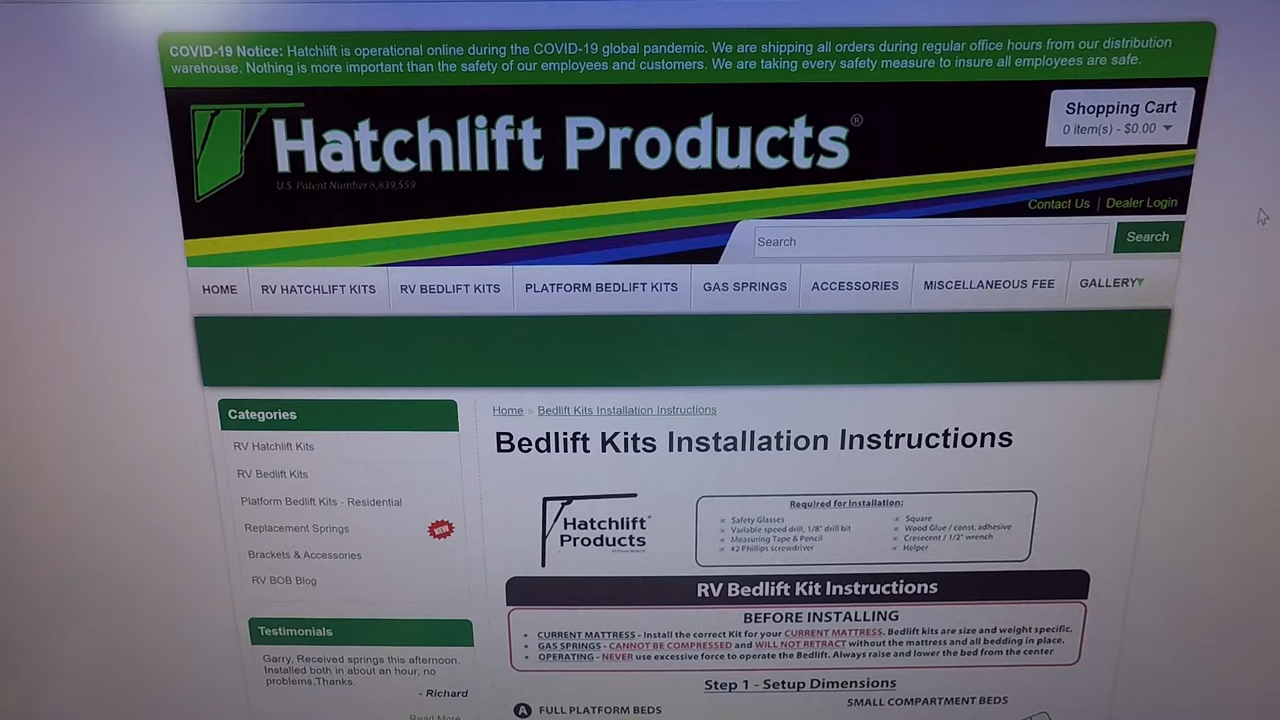 COVID-19 Notice: Hatchlift is operational online during the COVID-19 global pandemic. We are shipping all orders during regular office hours from our distribution
warehouse. Nothing is more important than the safety of our employees and customers. We are taking every safety measure to insure all employees are safe.
Hatchlift Products®
U.S. Patent Number 8,839,559
Shopping Cart
0 item(s) - $0.00
Contact Us | Dealer Login
Search
Search
HOME
RV HATCHLIFT KITS
RV BEDLIFT KITS
PLATFORM BEDLIFT KITS
GAS SPRINGS
ACCESSORIES
MISCELLANEOUS FEE
GALLERY
Categories
RV Hatchlift Kits
RV Bedlift Kits
Platform Bedlift Kits - Residential
Replacement Springs
NEW
Brackets & Accessories
RV BOB Blog
Testimonials
Garry, Received springs this afternoon.
Installed both in about an hour, no
problems,Thanks.
- Richard
Read More
Home » Bedlift Kits Installation Instructions
Bedlift Kits Installation Instructions
Hatchlift
Products
Required for Installation:
Safety Glasses
Variable speed drill, 1/8" drill bit
Measuring Tape & Pencil
#2 Phillips screwdriver
Square
Wood Glue / const. adhesive
Cresecent / 1/2" wrench
Helper
RV Bedlift Kit Instructions
BEFORE INSTALLING
• CURRENT MATTRESS - Install the correct Kit for your CURRENT MATTRESS. Bedlift kits are size and weight specific.
• GAS SPRINGS - CANNOT BE COMPRESSED and WILL NOT RETRACT without the mattress and all bedding in place.
• OPERATING - NEVER use excessive force to operate the Bedlift. Always raise and lower the bed from the center
Step 1 - Setup Dimensions
A FULL PLATFORM BEDS
SMALL COMPARTMENT BEDS